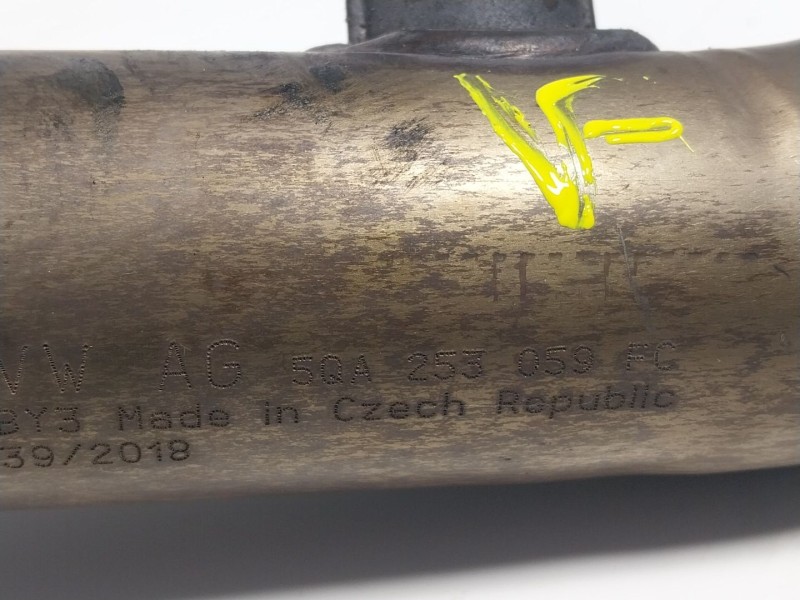 VW AG 5QA 253 059 FC
BY3 Made in Czech Republic
39/2018